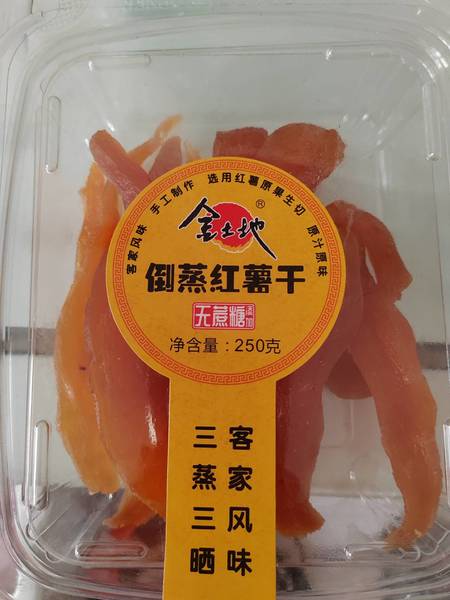 客家风味 手工制作 选用红薯原果生切 原汁原味
金土地®
倒蒸红薯干
无蔗糖
净含量：250克
客家风味
三蒸三晒